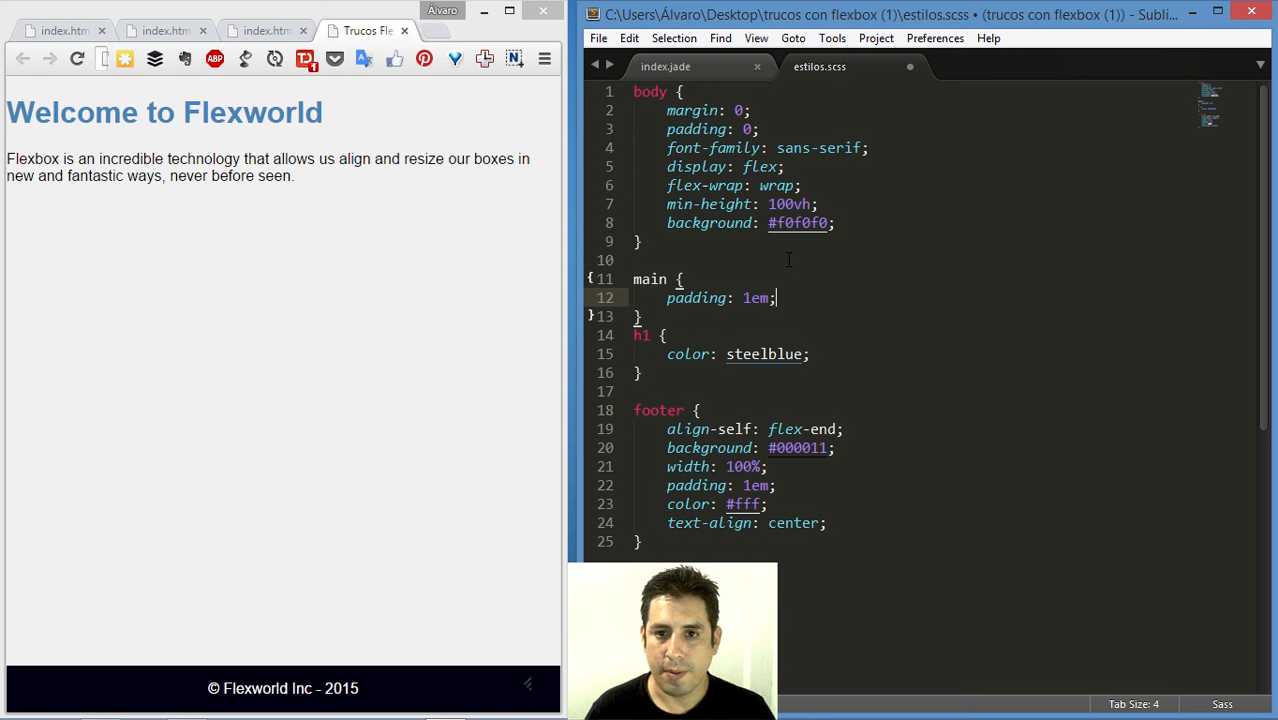 Álvaro
index.htm
index.htm
index.htm
Trucos Fle
Welcome to Flexworld
Flexbox is an incredible technology that allows us align and resize our boxes in
new and fantastic ways, never before seen.
© Flexworld Inc - 2015
C:\Users\Álvaro\Desktop\trucos con flexbox (1)\estilos.scss • (trucos con flexbox (1)) - Subli...
File Edit Selection Find View Goto Tools Project Preferences Help
index.jade
estilos.scss
1 body {
2 margin: 0;
3 padding: 0;
4 font-family: sans-serif;
5 display: flex;
6 flex-wrap: wrap;
7 min-height: 100vh;
8 background: #f0f0f0;
9 }
10
11 main {
12 padding: 1em;
13 }
14 h1 {
15 color: steelblue;
16 }
17
18 footer {
19 align-self: flex-end;
20 background: #000011;
21 width: 100%;
22 padding: 1em;
23 color: #fff;
24 text-align: center;
25 }
Tab Size: 4 Sass